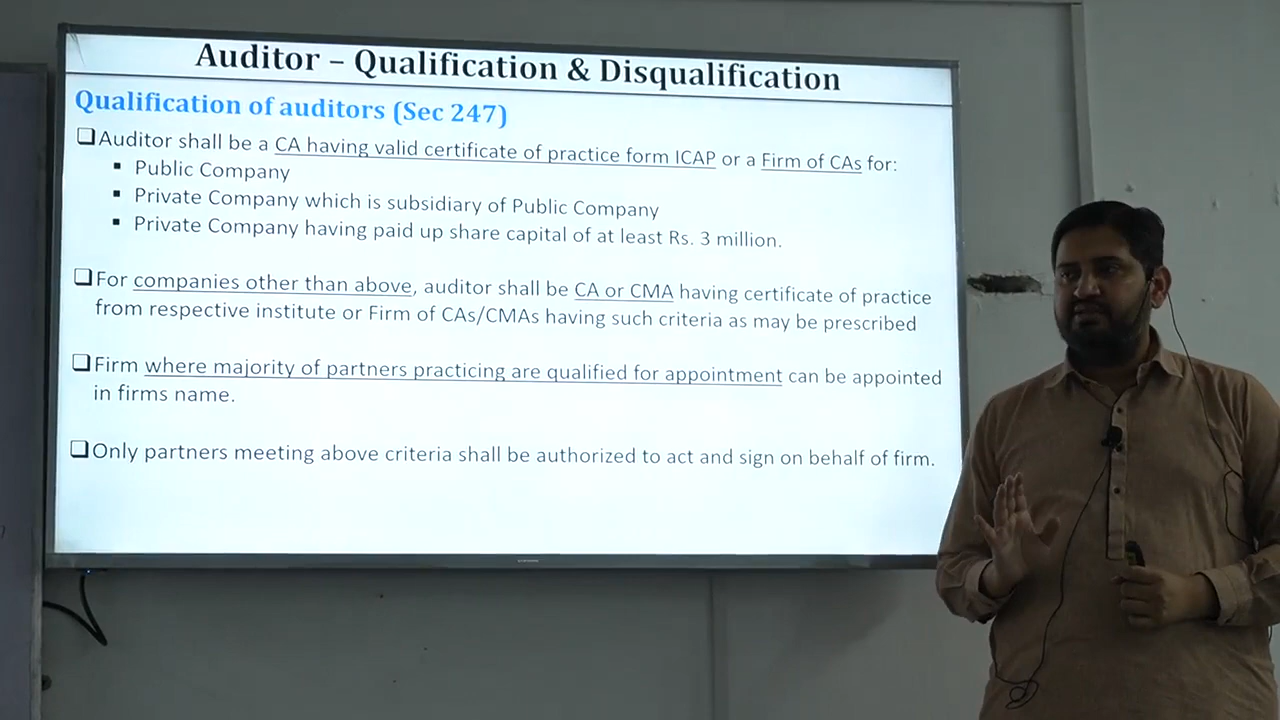 Auditor – Qualification & Disqualification
Qualification of auditors (Sec 247)
❑Auditor shall be a CA having valid certificate of practice form ICAP or a Firm of CAs for:
▪ Public Company
▪ Private Company which is subsidiary of Public Company
▪ Private Company having paid up share capital of at least Rs. 3 million.
❑For companies other than above, auditor shall be CA or CMA having certificate of practice
from respective institute or Firm of CAs/CMAs having such criteria as may be prescribed
❑Firm where majority of partners practicing are qualified for appointment can be appointed
in firms name.
❑Only partners meeting above criteria shall be authorized to act and sign on behalf of firm.